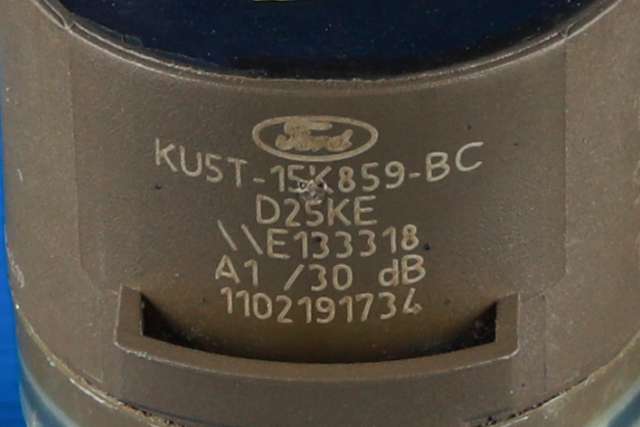 Ford
KU5T-15K859-BC
D25KE
\\E133318
A1 /30 dB
1102191734